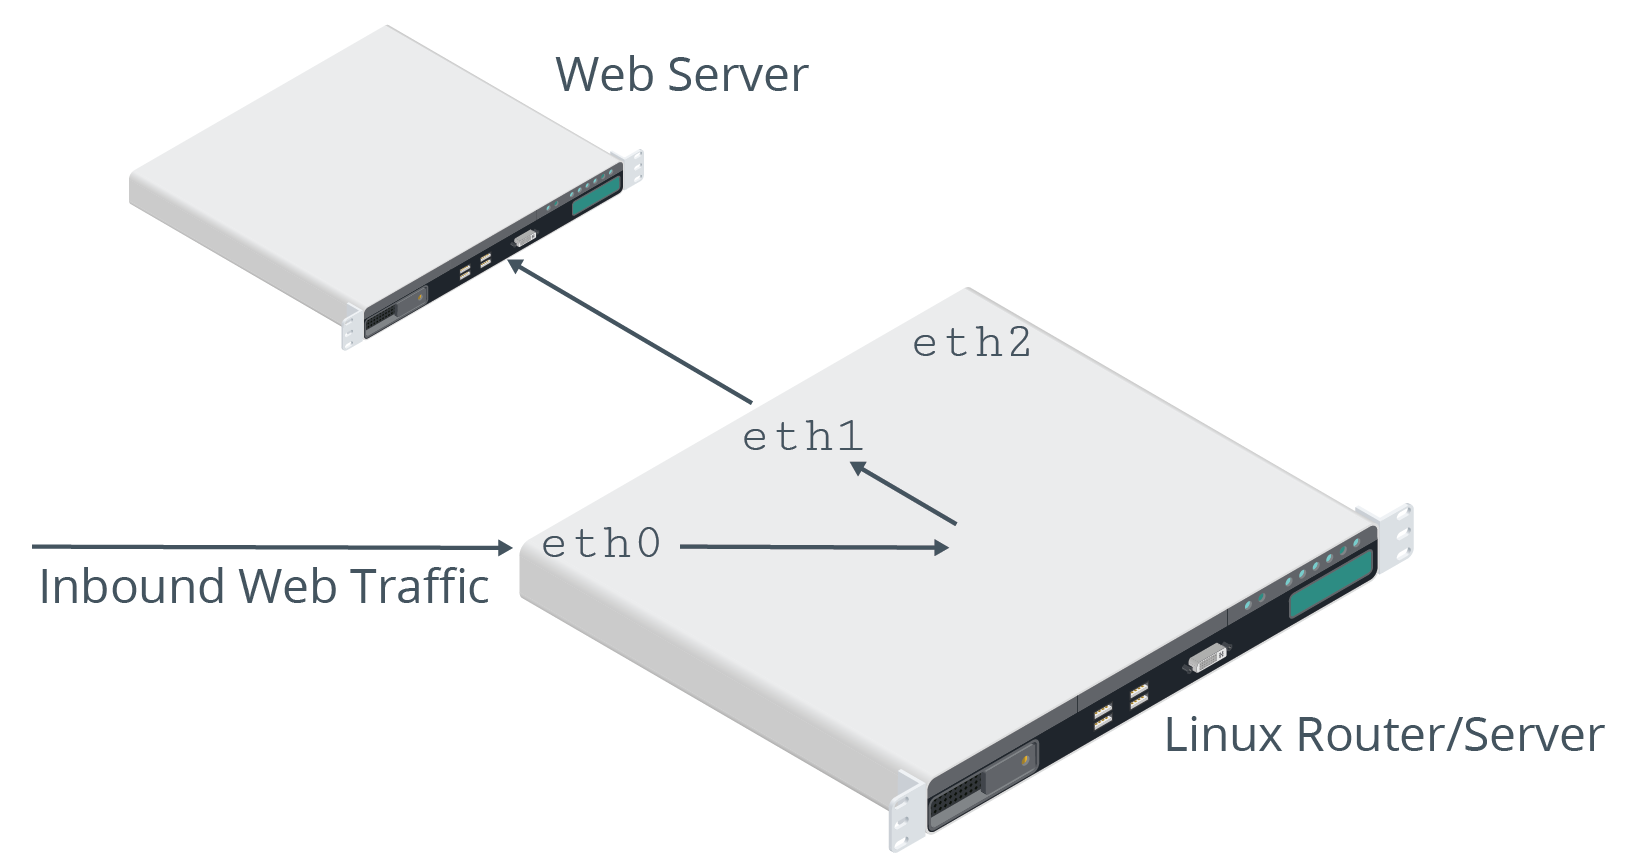 Web Server
eth2
eth1
eth0
Inbound Web Traffic
Linux Router/Server